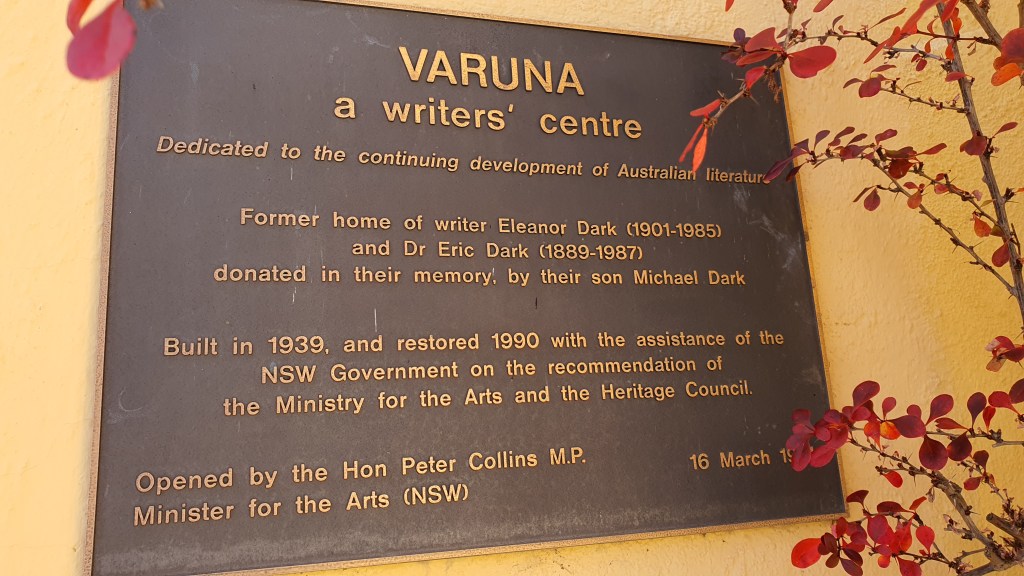 VARUNA
a writers' centre
Dedicated to the continuing development of Australian literature
Former home of writer Eleanor Dark (1901-1985)
and Dr Eric Dark (1889-1987)
donated in their memory, by their son Michael Dark
Built in 1939, and restored 1990 with the assistance of the
NSW Government on the recommendation of
the Ministry for the Arts and the Heritage Council.
Opened by the Hon Peter Collins M.P.
16 March
Minister for the Arts (NSW)